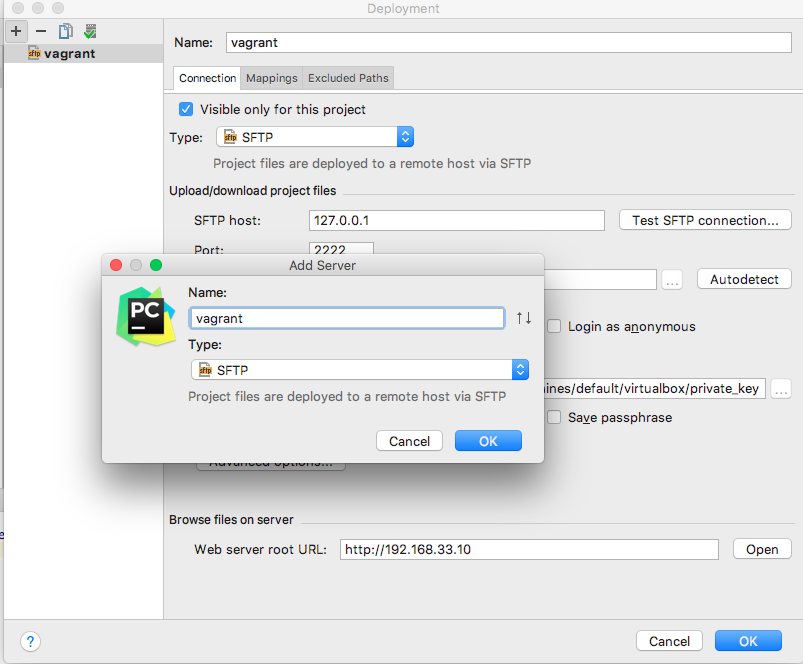 Deployment
vagrant
Name: vagrant
Connection Mappings Excluded Paths
Visible only for this project
Type: SFTP
Project files are deployed to a remote host via SFTP
Upload/download project files
SFTP host: 127.0.0.1 Test SFTP connection...
Port: 2222
... Autodetect
Login as anonymous
ines/default/virtualbox/private_key ...
Save passphrase
Advanced options...
Browse files on server
Web server root URL: http://192.168.33.10 Open
? Cancel OK
Add Server
PC
Name:
vagrant
Type:
SFTP
Project files are deployed to a remote host via SFTP
Cancel OK